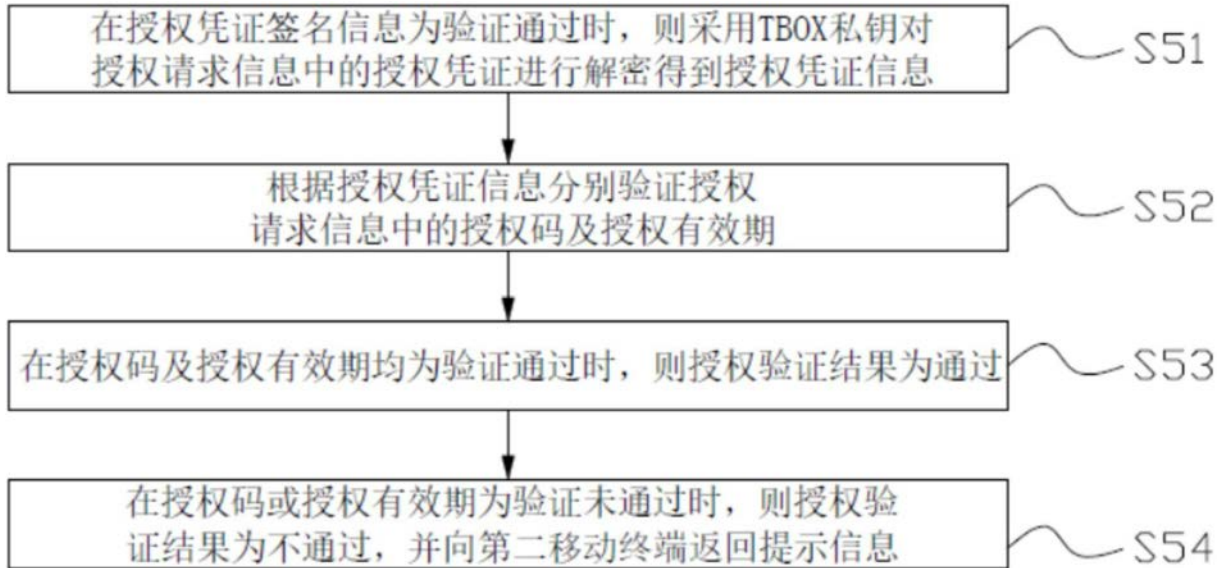 在授权凭证签名信息为验证通过时，则采用TBOX私钥对
授权请求信息中的授权凭证进行解密得到授权凭证信息
S51
根据授权凭证信息分别验证授权
请求信息中的授权码及授权有效期
S52
在授权码及授权有效期均为验证通过时，则授权验证结果为通过
S53
在授权码或授权有效期为验证未通过时，则授权验
证结果为不通过，并向第二移动终端返回提示信息
S54